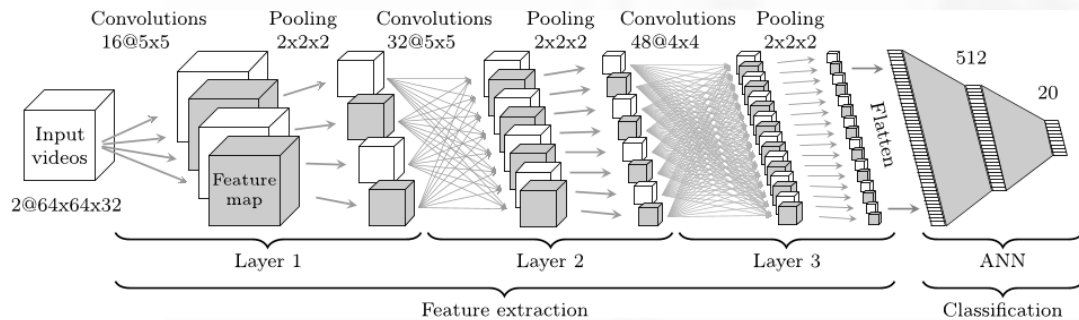 Convolutions
16@5x5
Pooling
2x2x2
Convolutions
32@5x5
Pooling
2x2x2
Convolutions
48@4x4
Pooling
2x2x2
512
20
Input
videos
2@64x64x32
Feature
map
Flatten
Layer 1
Layer 2
Layer 3
ANN
Feature extraction
Classification